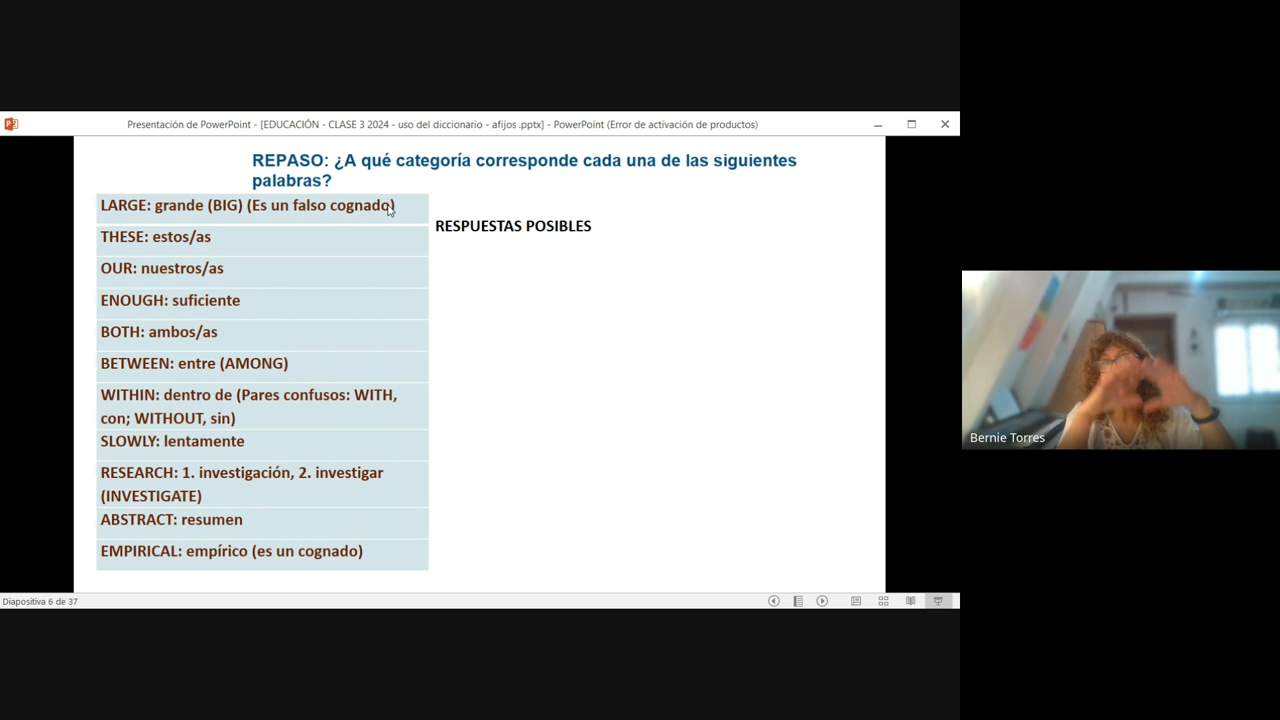 Presentación de PowerPoint - [EDUCACIÓN - CLASE 3 2024 - uso del diccionario - afijos .pptx] - PowerPoint (Error de activación de productos)
REPASO: ¿A qué categoría corresponde cada una de las siguientes
palabras?
LARGE: grande (BIG) (Es un falso cognado)
RESPUESTAS POSIBLES
THESE: estos/as
OUR: nuestros/as
ENOUGH: suficiente
BOTH: ambos/as
BETWEEN: entre (AMONG)
WITHIN: dentro de (Pares confusos: WITH,
con; WITHOUT, sin)
SLOWLY: lentamente
RESEARCH: 1. investigación, 2. investigar
(INVESTIGATE)
ABSTRACT: resumen
EMPIRICAL: empírico (es un cognado)
Diapositiva 6 de 37
Bernie Torres